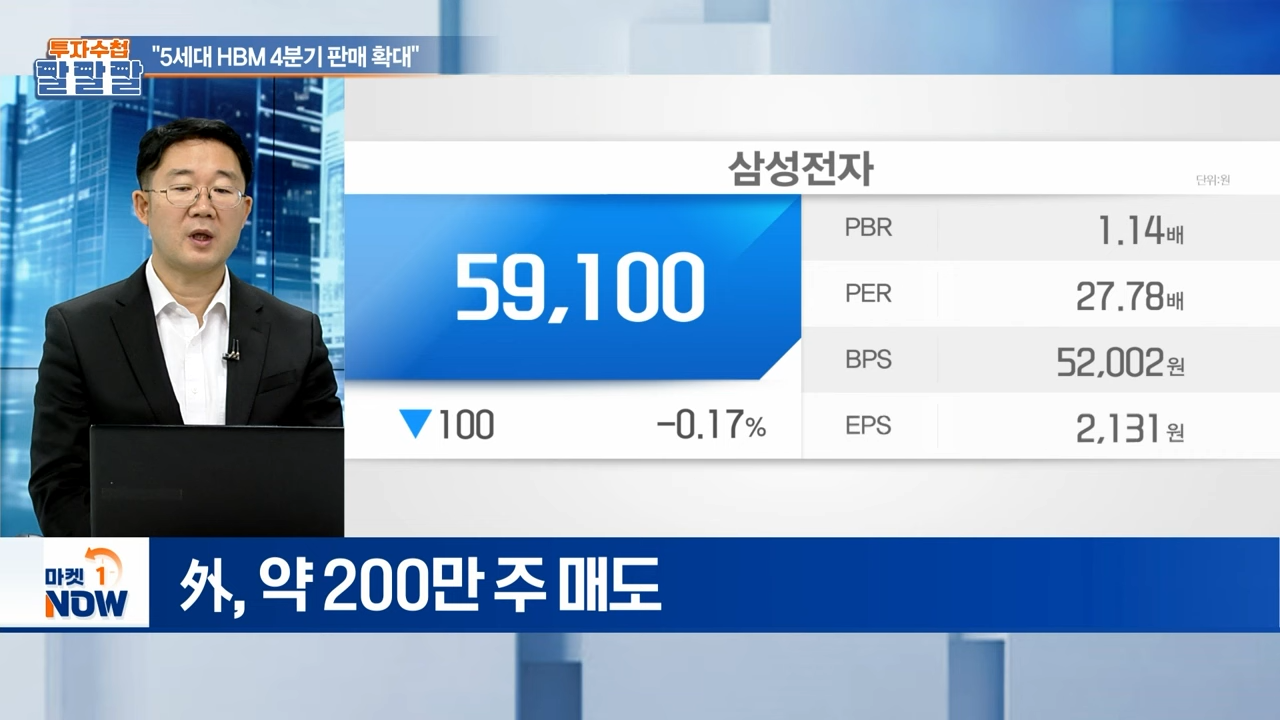 투자수첩
팔팔팔
"5세대 HBM 4분기 판매 확대"
삼성전자
단위:원
59,100
▼100
-0.17%
PBR 1.14배
PER 27.78배
BPS 52,002원
EPS 2,131원
마켓 1
NOW
外, 약 200만 주 매도